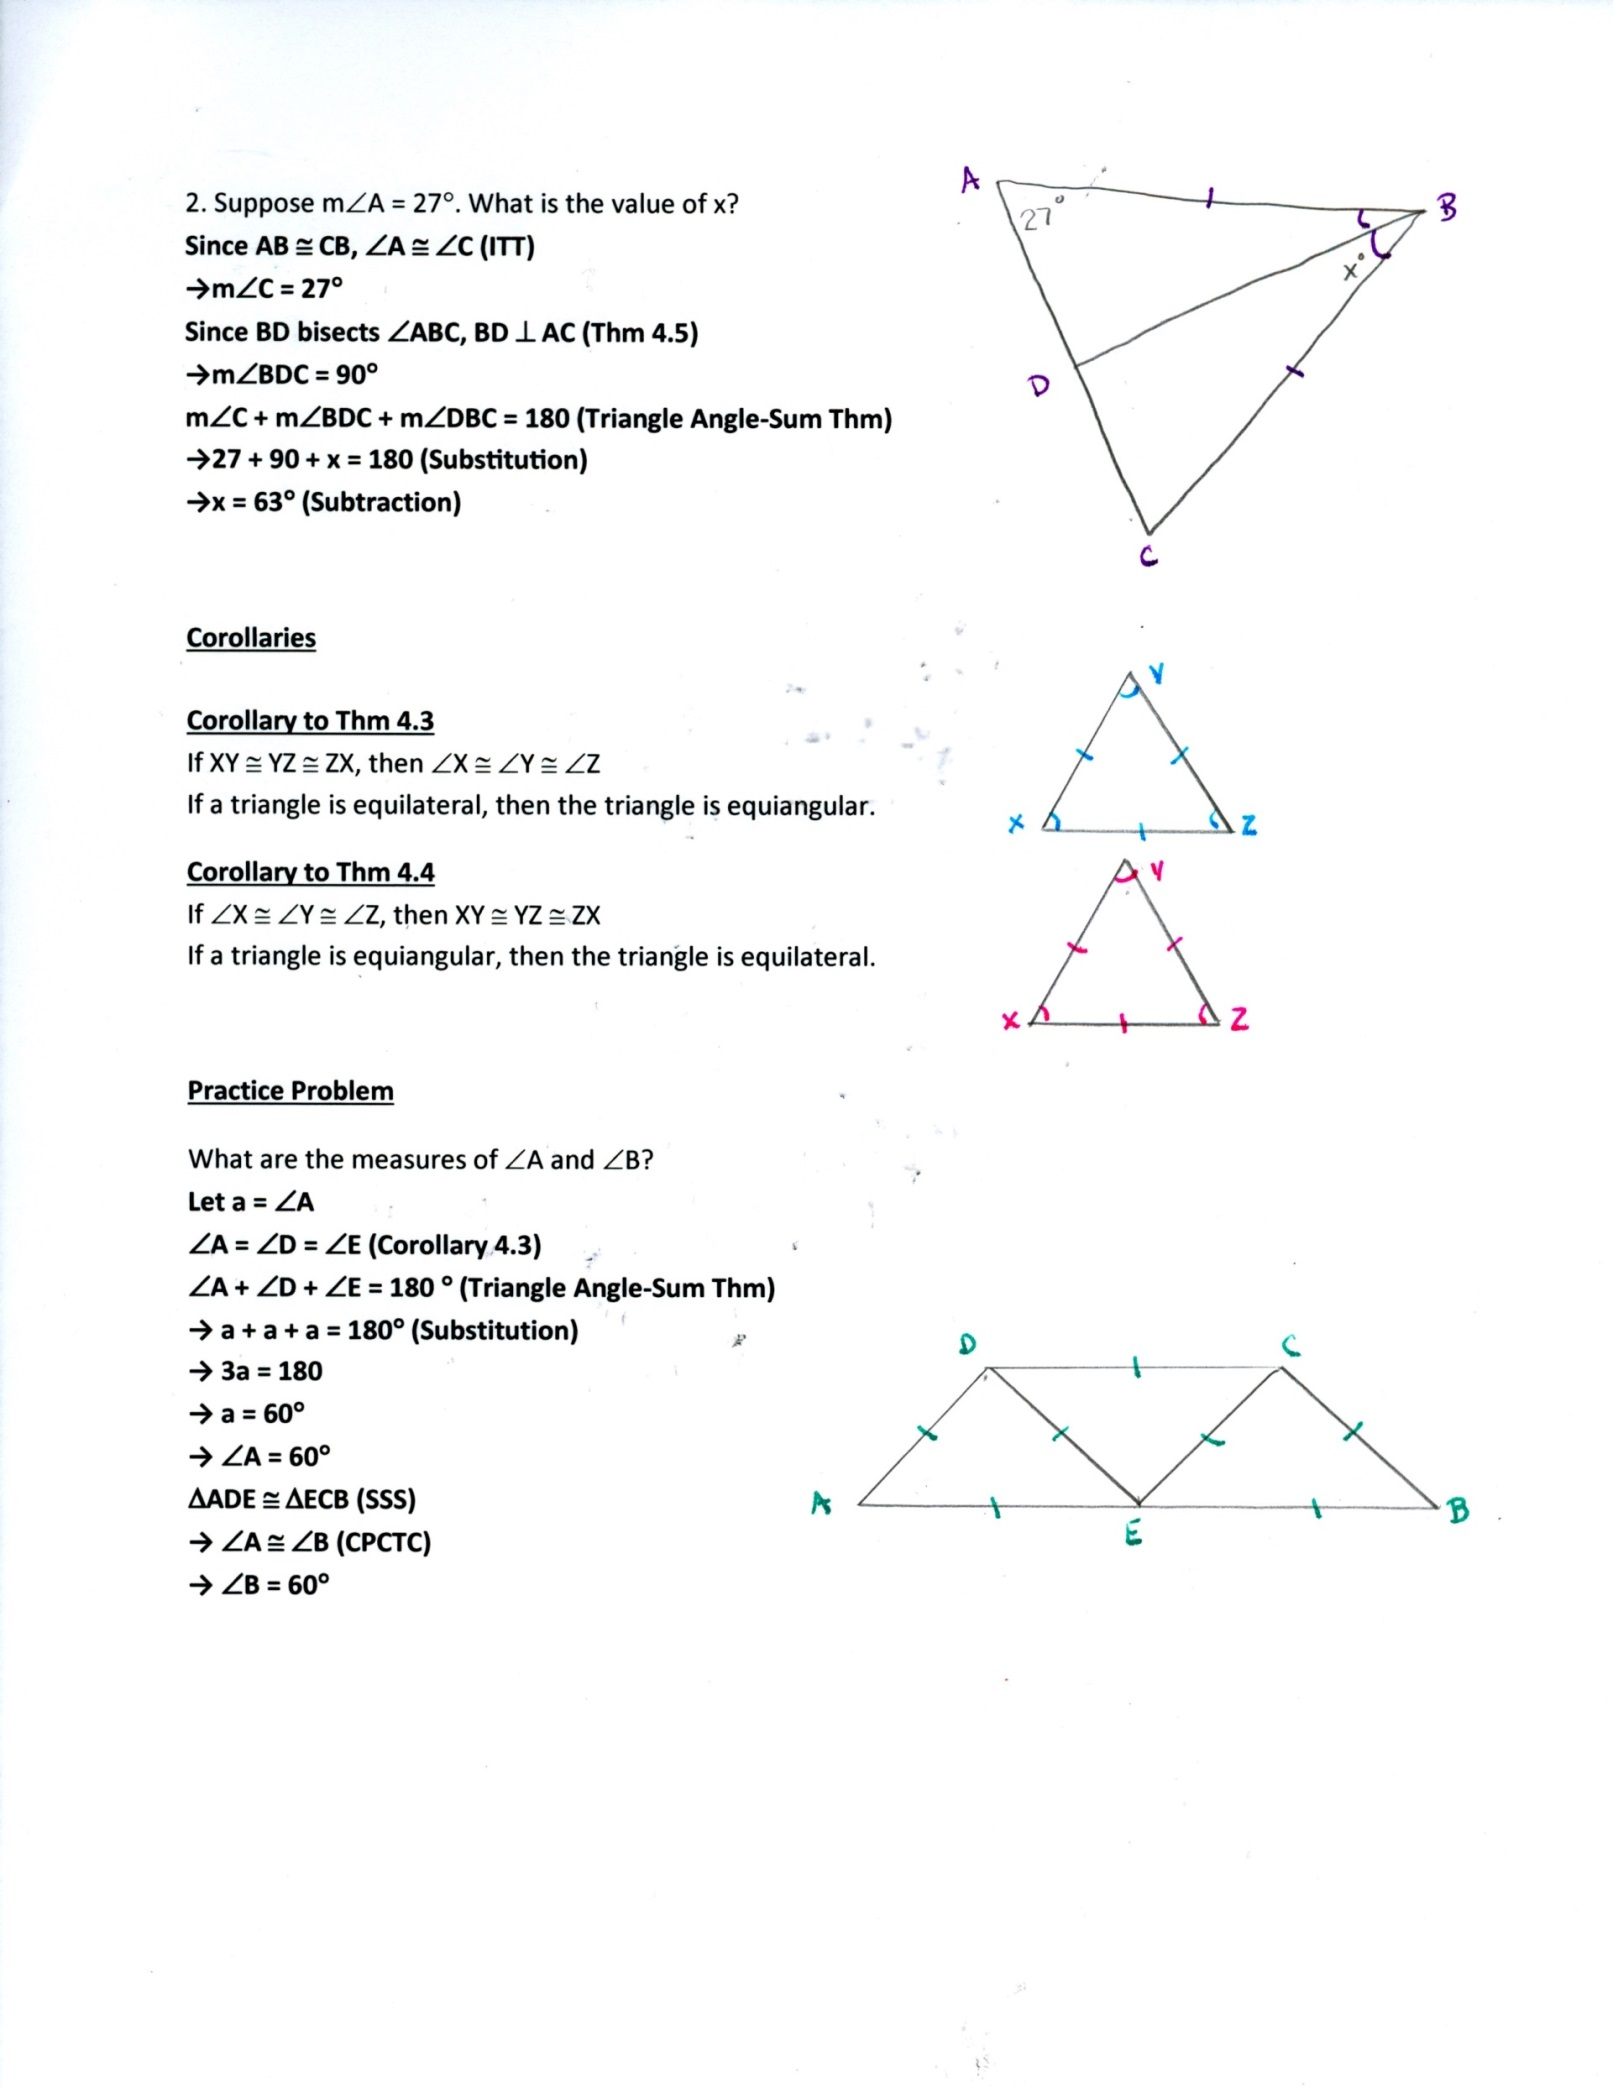 2. Suppose m∠A = 27°. What is the value of x?
Since AB ≅ CB, ∠A ≅ ∠C (ITT)
→m∠C = 27°
Since BD bisects ∠ABC, BD ⊥ AC (Thm 4.5)
→m∠BDC = 90°
m∠C + m∠BDC + m∠DBC = 180 (Triangle Angle-Sum Thm)
→27 + 90 + x = 180 (Substitution)
→x = 63° (Subtraction)
A
27°
B
x°
D
C
Corollaries
Corollary to Thm 4.3
If XY ≅ YZ ≅ ZX, then ∠X ≅ ∠Y ≅ ∠Z
If a triangle is equilateral, then the triangle is equiangular.
Y
X
Z
Corollary to Thm 4.4
If ∠X ≅ ∠Y ≅ ∠Z, then XY ≅ YZ ≅ ZX
If a triangle is equiangular, then the triangle is equilateral.
Y
X
Z
Practice Problem
What are the measures of ∠A and ∠B?
Let a = ∠A
∠A = ∠D = ∠E (Corollary 4.3)
∠A + ∠D + ∠E = 180 ° (Triangle Angle-Sum Thm)
→ a + a + a = 180° (Substitution)
→ 3a = 180
→ a = 60°
→ ∠A = 60°
ΔADE ≅ ΔECB (SSS)
→ ∠A ≅ ∠B (CPCTC)
→ ∠B = 60°
D
C
A
E
B